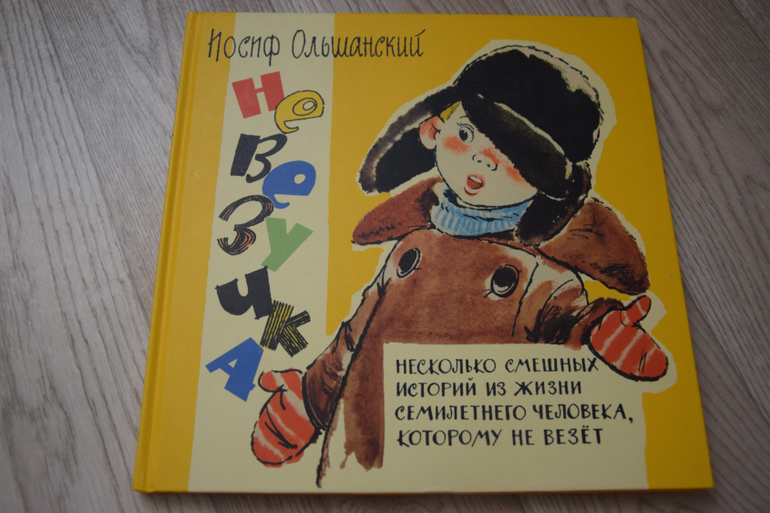 Иосиф Ольшанский
НеВеЗУЧКА
НЕСКОЛЬКО СМЕШНЫХ
ИСТОРИЙ ИЗ ЖИЗНИ
СЕМИЛЕТНЕГО ЧЕЛОВЕКА,
КОТОРОМУ НЕ ВЕЗЁТ